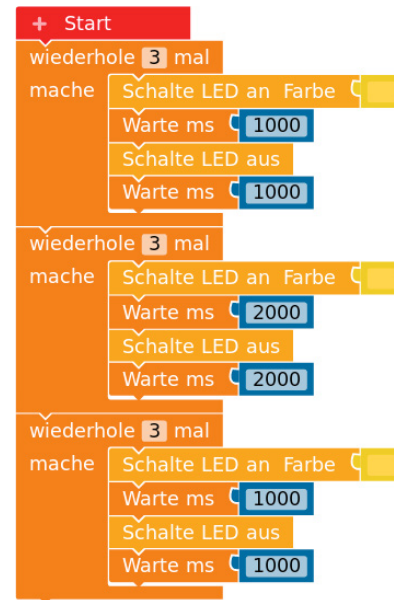 + Start
wiederhole 3 mal
mache Schalte LED an Farbe
Warte ms 1000
Schalte LED aus
Warte ms 1000
wiederhole 3 mal
mache Schalte LED an Farbe
Warte ms 2000
Schalte LED aus
Warte ms 2000
wiederhole 3 mal
mache Schalte LED an Farbe
Warte ms 1000
Schalte LED aus
Warte ms 1000